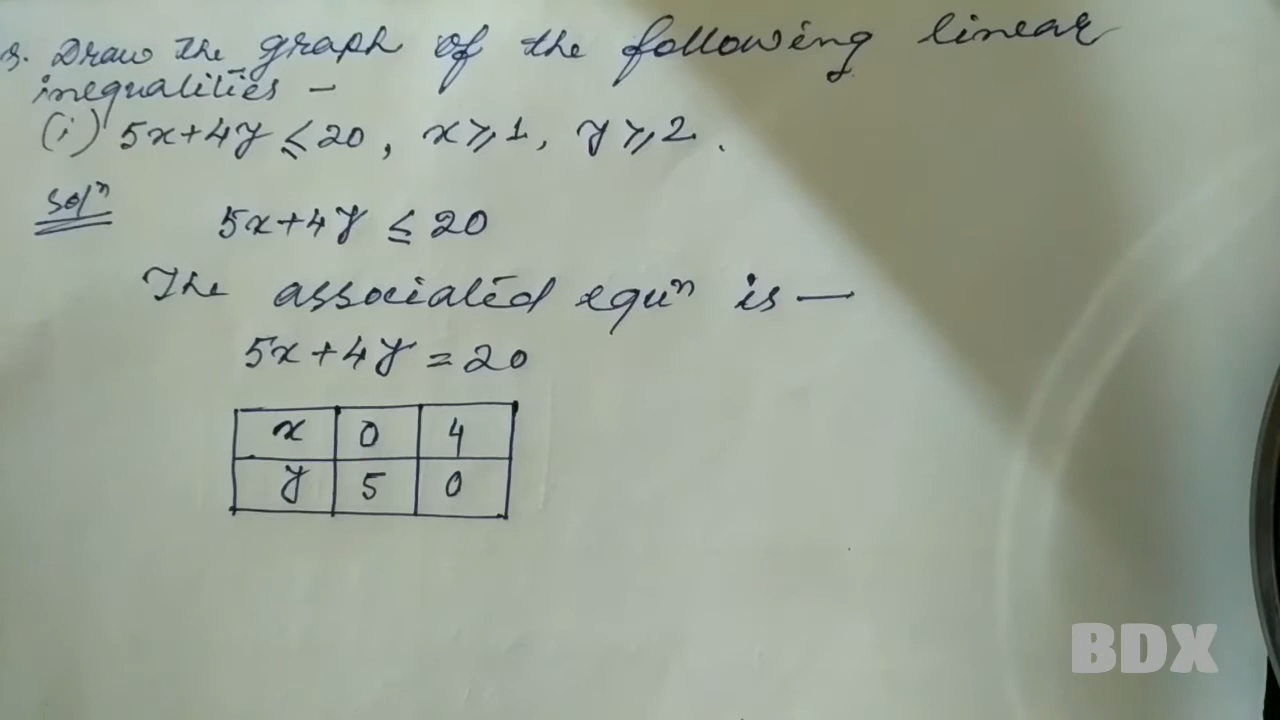 Q. Draw the graph of the following linear
inequalities –
(i) 5x+4y ≤ 20, x ≥ 1, y ≥ 2.
Solⁿ
5x+4y ≤ 20
The associated equⁿ is —
5x+4y = 20
x 0 4
y 5 0
BDX